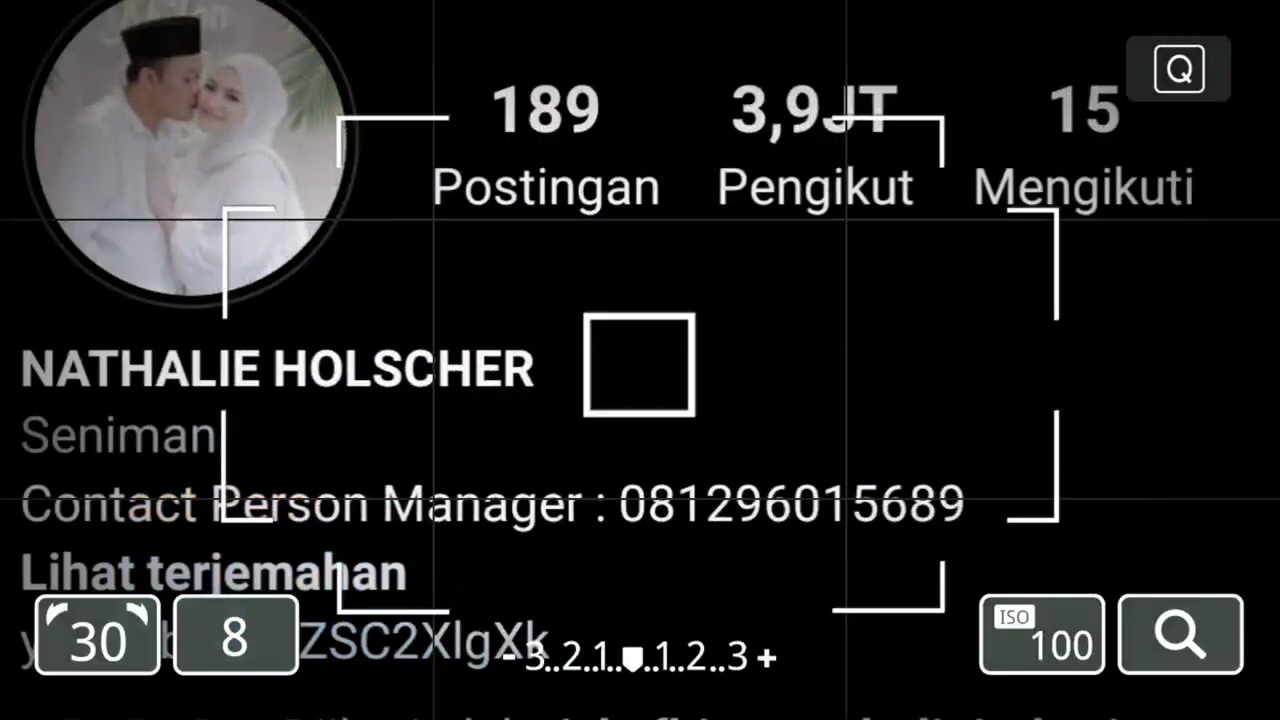 Q
189 3,9JT 15
Postingan Pengikut Mengikuti
NATHALIE HOLSCHER
Seniman
Contact Person Manager : 081296015689
Lihat terjemahan
30 8 ZSC2XlgXk - 3..2.1....1..2..3 + ISO 100